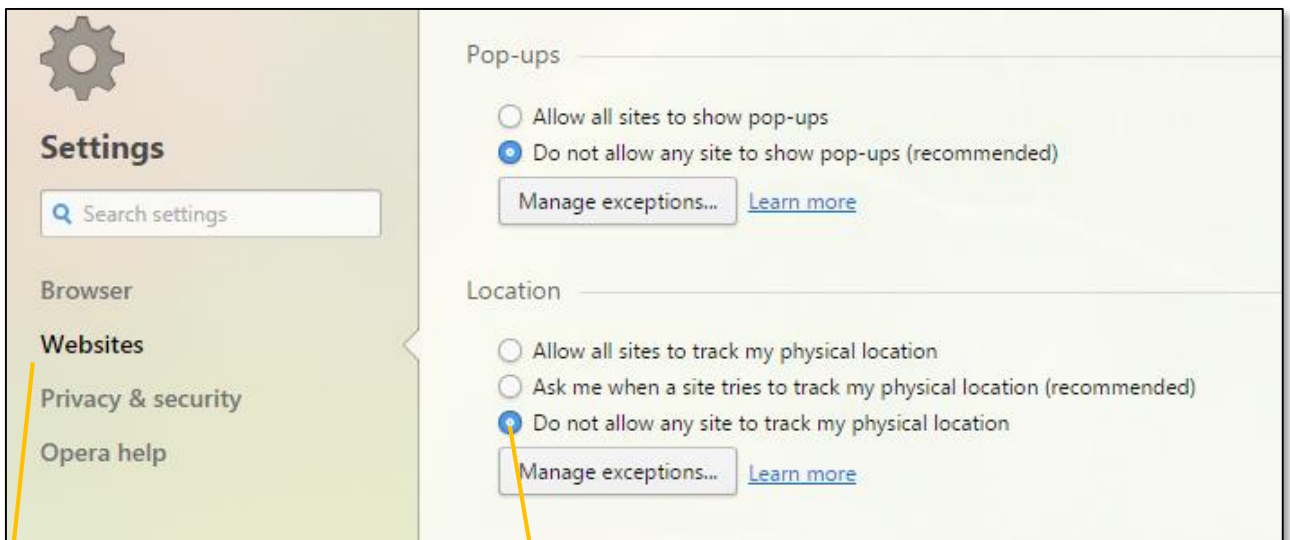 Settings
Search settings
Browser
Websites
Privacy & security
Opera help
Pop-ups
Allow all sites to show pop-ups
Do not allow any site to show pop-ups (recommended)
Manage exceptions... Learn more
Location
Allow all sites to track my physical location
Ask me when a site tries to track my physical location (recommended)
Do not allow any site to track my physical location
Manage exceptions... Learn more